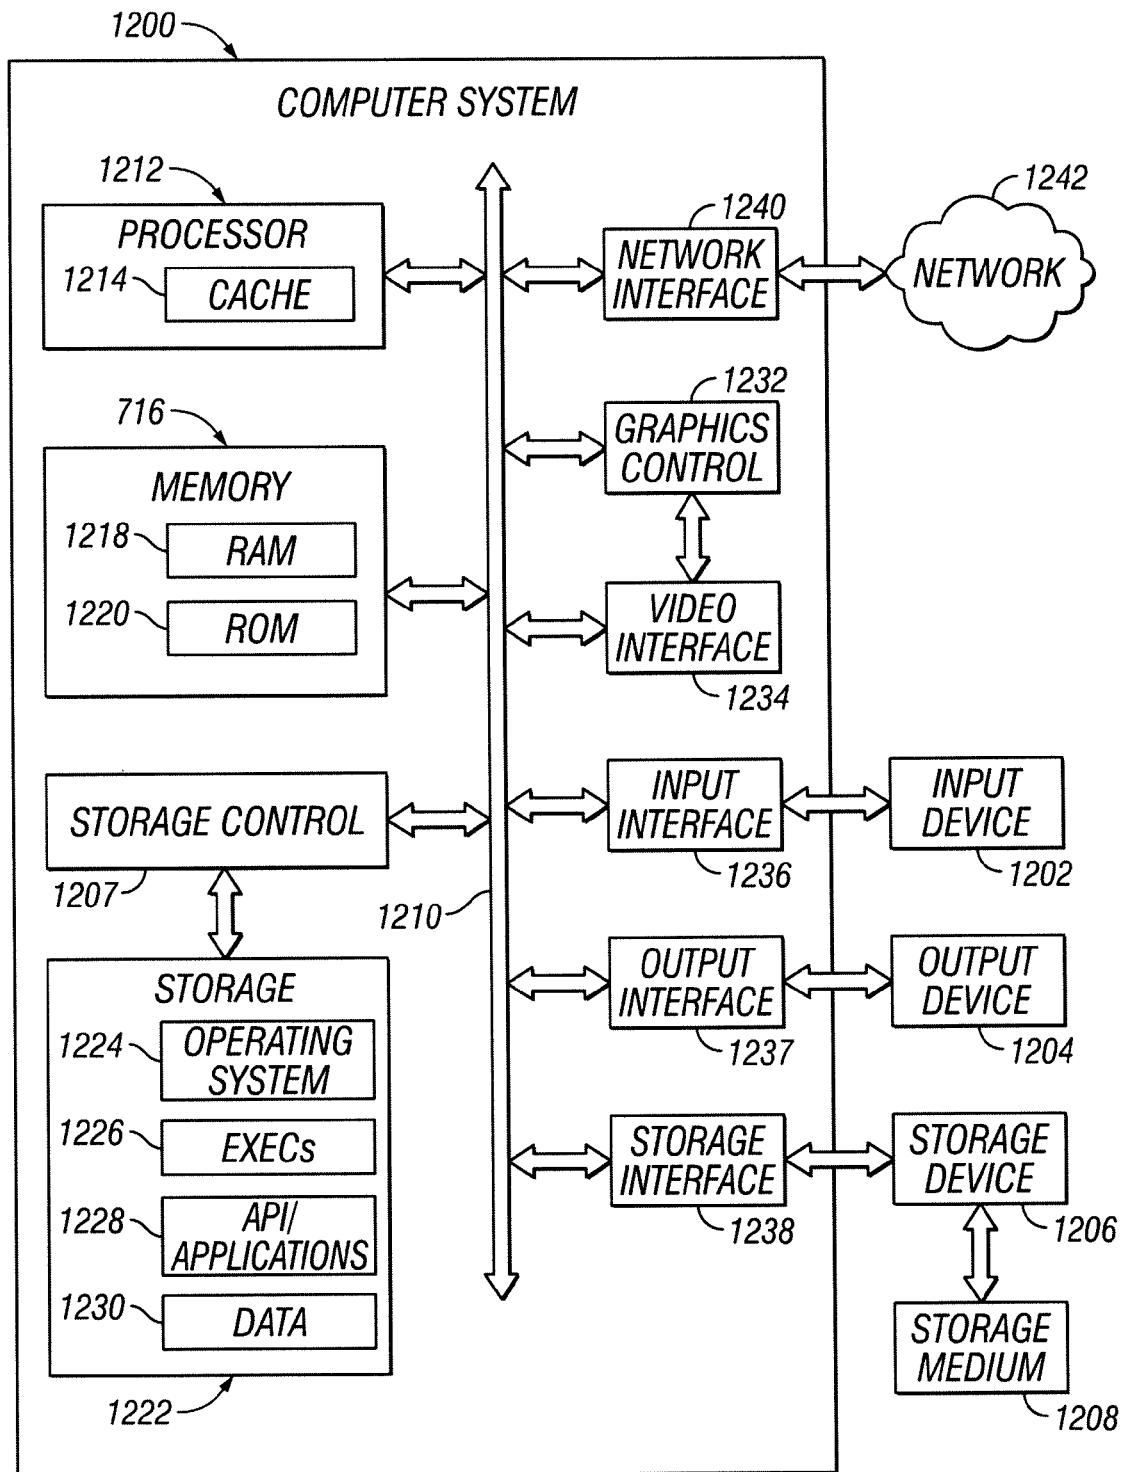 1200
COMPUTER SYSTEM
1212
PROCESSOR
1214
CACHE
716
MEMORY
1218
RAM
1220
ROM
STORAGE CONTROL
1207
STORAGE
1224
OPERATING
SYSTEM
1226
EXECs
1228
API/
APPLICATIONS
1230
DATA
1222
1210
1240
NETWORK
INTERFACE
1242
NETWORK
1232
GRAPHICS
CONTROL
VIDEO
INTERFACE
1234
INPUT
INTERFACE
1236
INPUT
DEVICE
1202
OUTPUT
INTERFACE
1237
OUTPUT
DEVICE
1204
STORAGE
INTERFACE
1238
STORAGE
DEVICE
1206
STORAGE
MEDIUM
1208